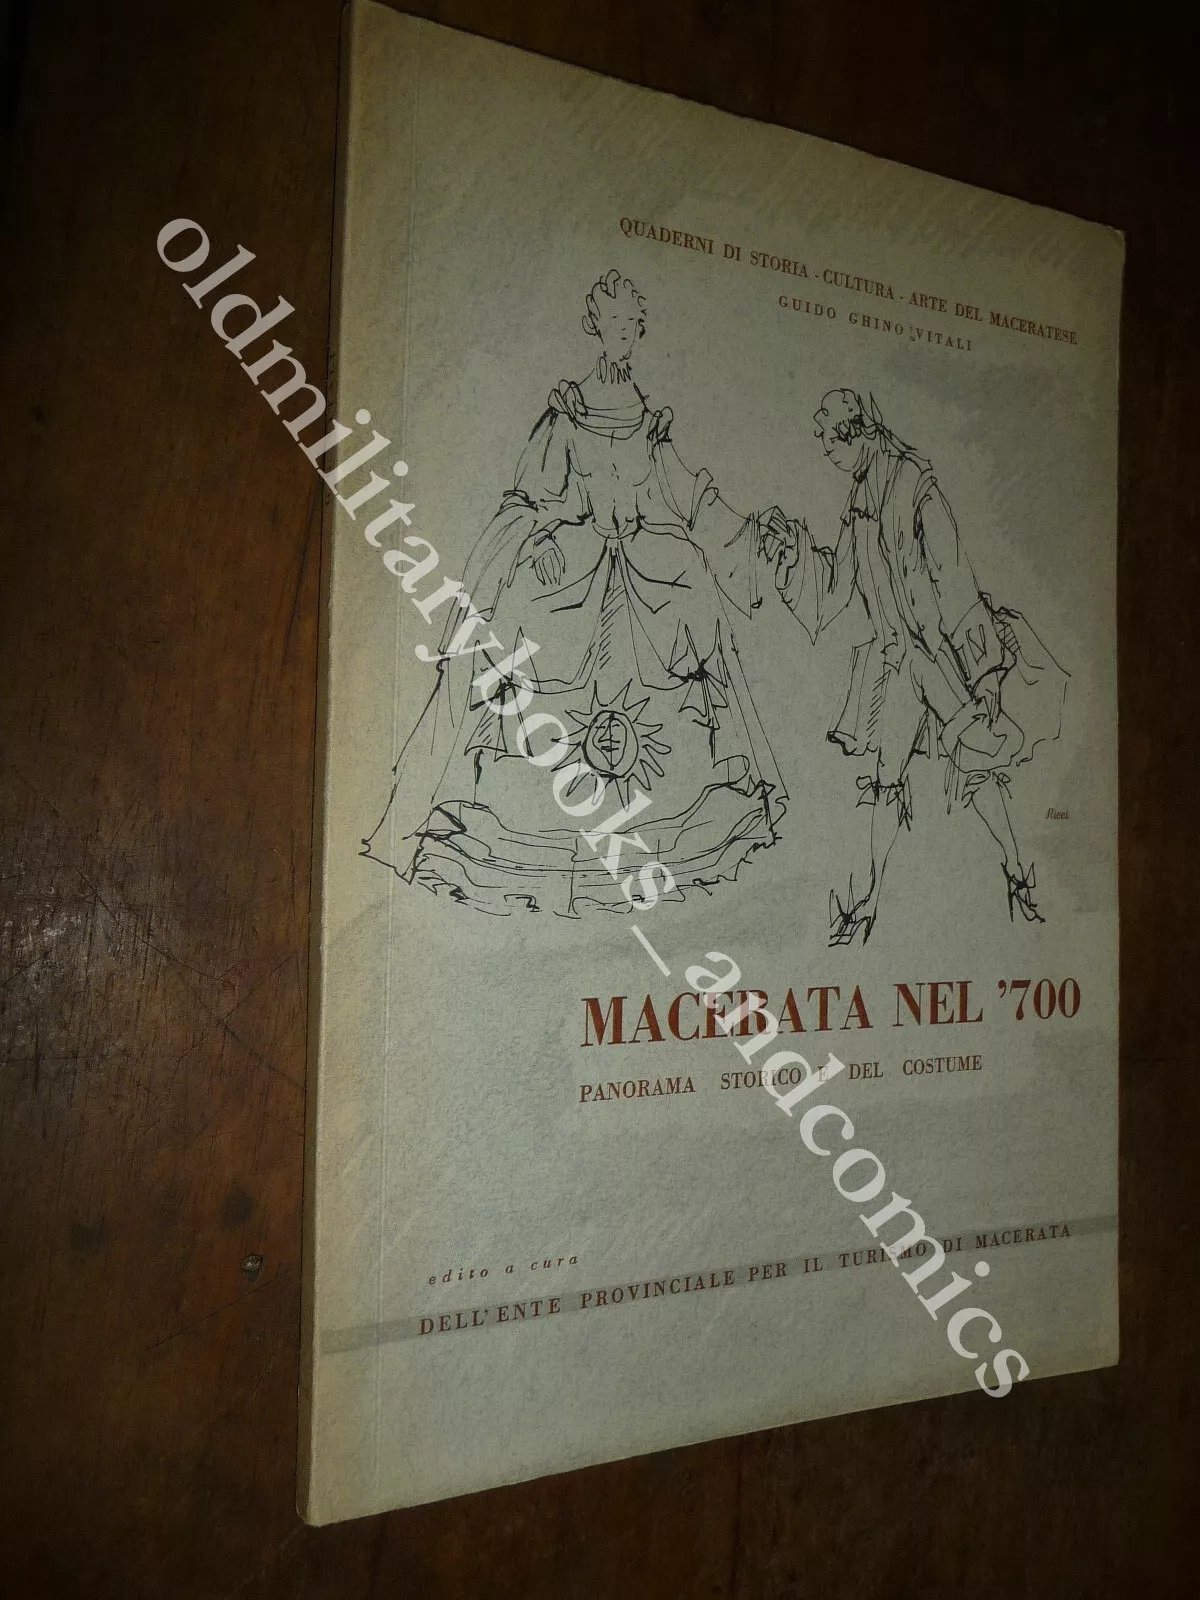 QUADERNI DI STORIA - CULTURA - ARTE DEL MACERATESE
GUIDO GHINO VITALI
Ricci
MACERATA NEL '700
PANORAMA STORICO E DEL COSTUME
edito a cura
DELL'ENTE PROVINCIALE PER IL TURISMO DI MACERATA
oldmilitarybooks_andcomics